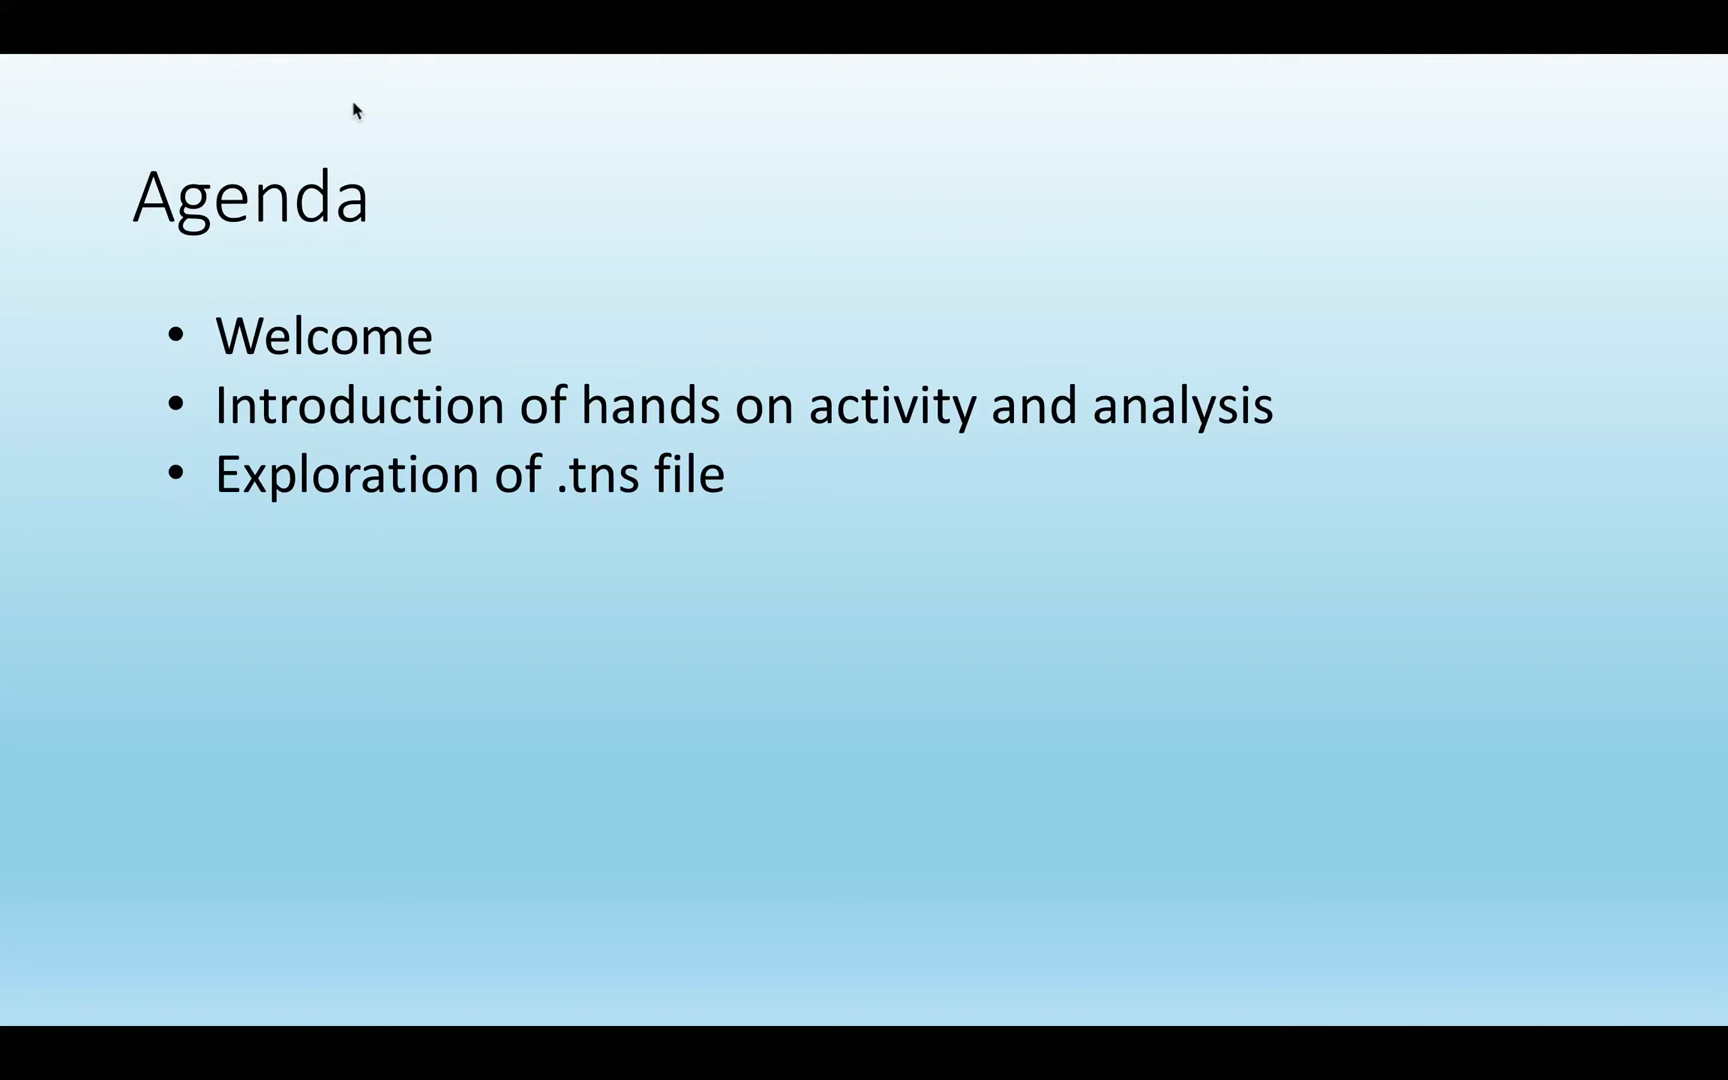 Agenda
• Welcome
• Introduction of hands on activity and analysis
• Exploration of .tns file